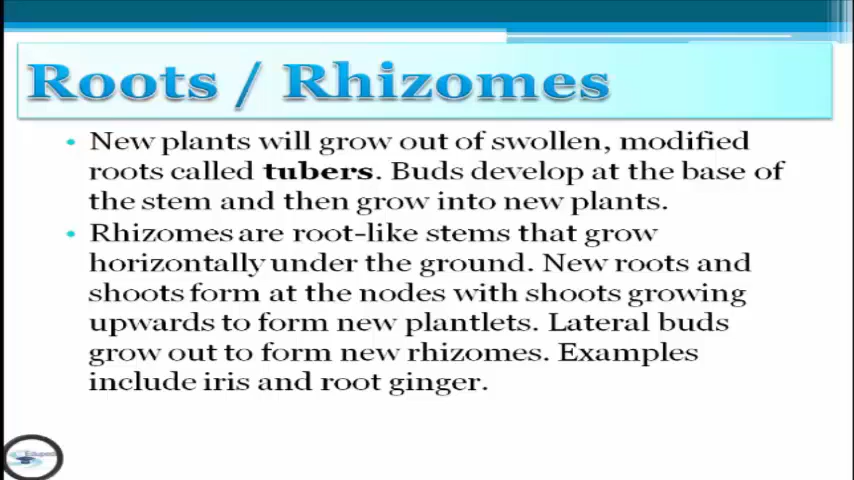 Roots / Rhizomes
• New plants will grow out of swollen, modified
roots called tubers. Buds develop at the base of
the stem and then grow into new plants.
• Rhizomes are root-like stems that grow
horizontally under the ground. New roots and
shoots form at the nodes with shoots growing
upwards to form new plantlets. Lateral buds
grow out to form new rhizomes. Examples
include iris and root ginger.